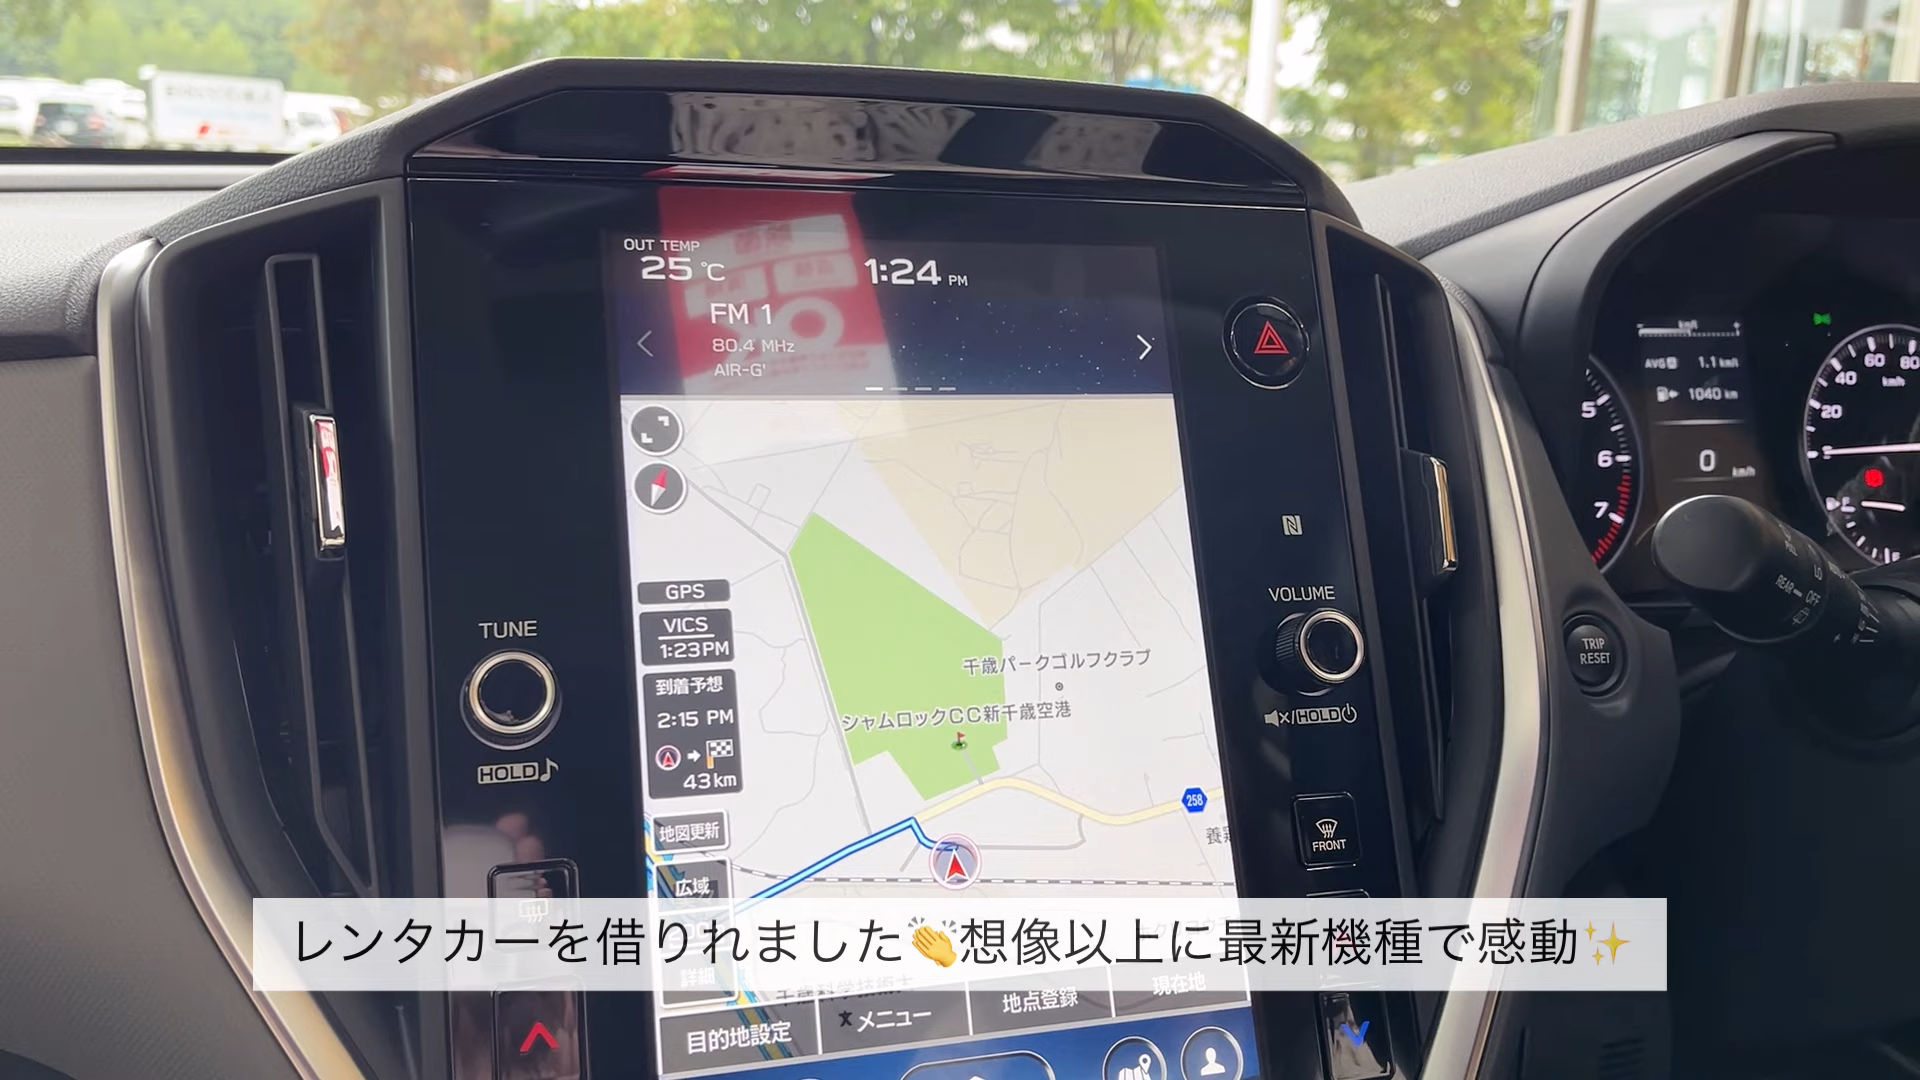 OUT TEMP
25 ℃
1:24 PM
FM 1
80.4 MHz
AIR-G'
GPS
VICS
1:23PM
到着予想
2:15 PM
43km
地図更新
広域
詳細
千歳パークゴルフクラブ
シャムロックCC新千歳空港
258
TUNE
HOLD
VOLUME
HOLD
FRONT
TRIP
RESET
AVG A 1.1 km/l
1040 km
0 km/h
5
6
7
20
40
60
80
km/h
E
REAR
OFF
LO
レンタカーを借りれました👏想像以上に最新機種で感動✨
目的地設定
メニュー
地点登録
現在地